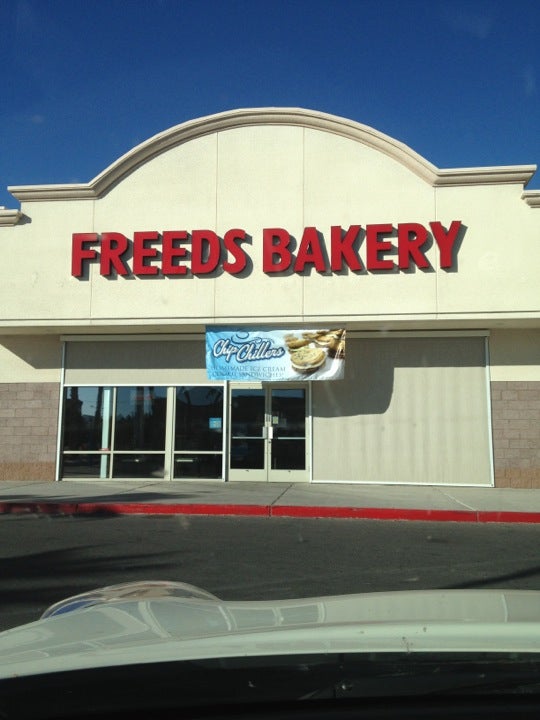 FREEDS BAKERY
Chip Chillers
HOMEMADE ICE CREAM
COOKIE SANDWICHES